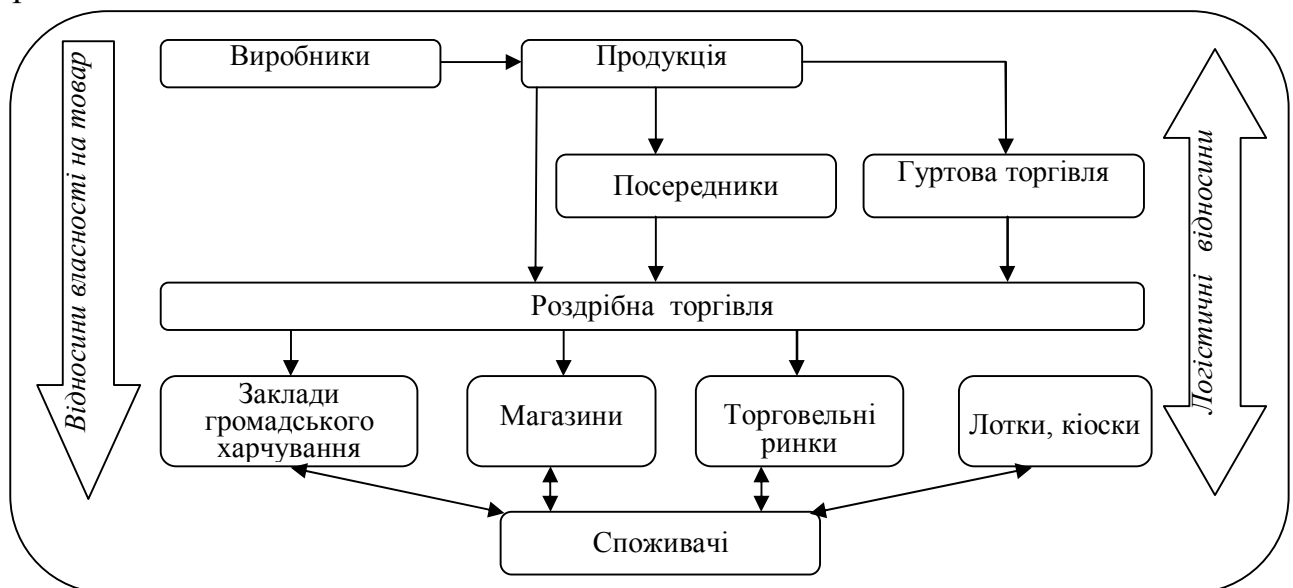 Виробники
Продукція
Посередники
Гуртова торгівля
Роздрібна торгівля
Заклади
громадського
харчування
Магазини
Торговельні
ринки
Лотки, кіоски
Споживачі
Відносини власності на товар
Логістичні відносини